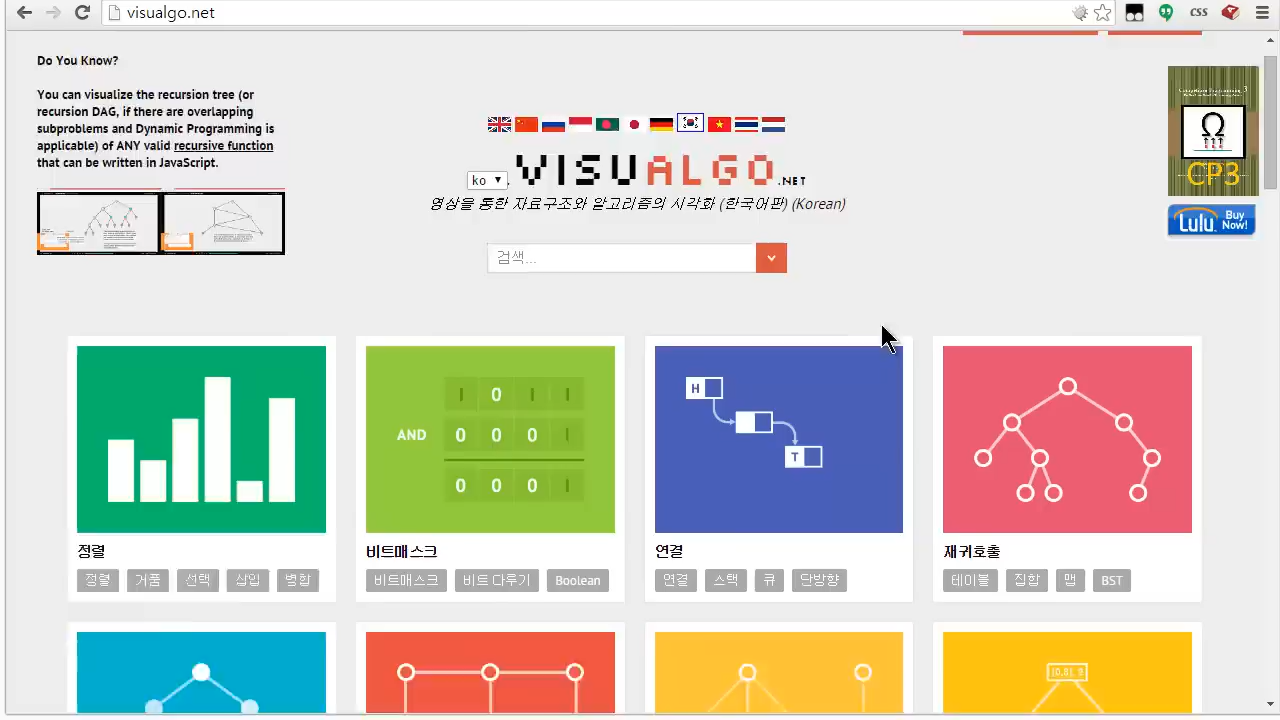 visualgo.net
CSS
Do You Know?
You can visualize the recursion tree (or
recursion DAG, if there are overlapping
subproblems and Dynamic Programming is
applicable) of ANY valid recursive function
that can be written in JavaScript.
VISUALGO.NET
ko
영상을 통한 자료구조와 알고리즘의 시각화 (한국어판) (Korean)
검색...
Ω
CP3
Lulu Buy Now!
1 0 1 1
AND 0 0 0 1
0 0 0 1
H
T
정렬
정렬 거품 선택 삽입 병합
비트매스크
비트매스크 비트 다루기 Boolean
연결
연결 스택 큐 단방향
재귀호출
테이블 집합 맵 BST